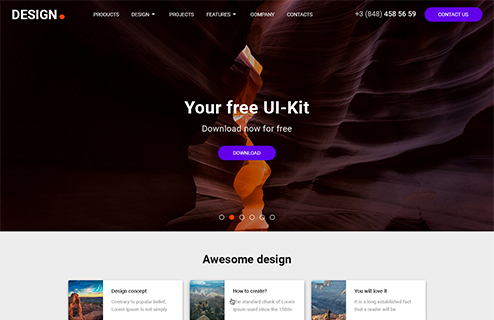 DESIGN.
PRODUCTS DESIGN PROJECTS FEATURES COMPANY CONTACTS
+3 (848) 458 56 59
CONTACT US
Your free UI-Kit
Download now for free
DOWNLOAD
Awesome design
Design concept
Contrary to popular belief,
Lorem Ipsum is not simply
How to create?
The standard chunk of Lorem
Ipsum used since the 1500s
You will love it
It is a long established fact
that a reader will be